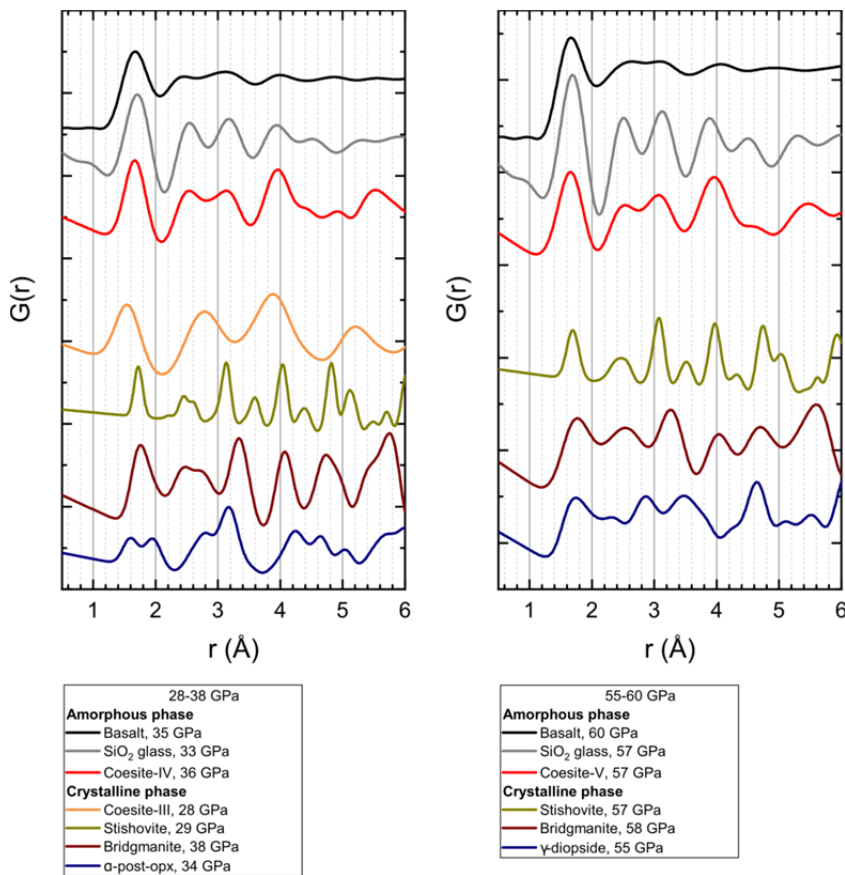 G(r)
1 2 3 4 5 6
r (Å)
G(r)
1 2 3 4 5 6
r (Å)
28-38 GPa
Amorphous phase
Basalt, 35 GPa
SiO₂ glass, 33 GPa
Coesite-IV, 36 GPa
Crystalline phase
Coesite-III, 28 GPa
Stishovite, 29 GPa
Bridgmanite, 38 GPa
α-post-opx, 34 GPa
55-60 GPa
Amorphous phase
Basalt, 60 GPa
SiO₂ glass, 57 GPa
Coesite-V, 57 GPa
Crystalline phase
Stishovite, 57 GPa
Bridgmanite, 58 GPa
γ-diopside, 55 GPa